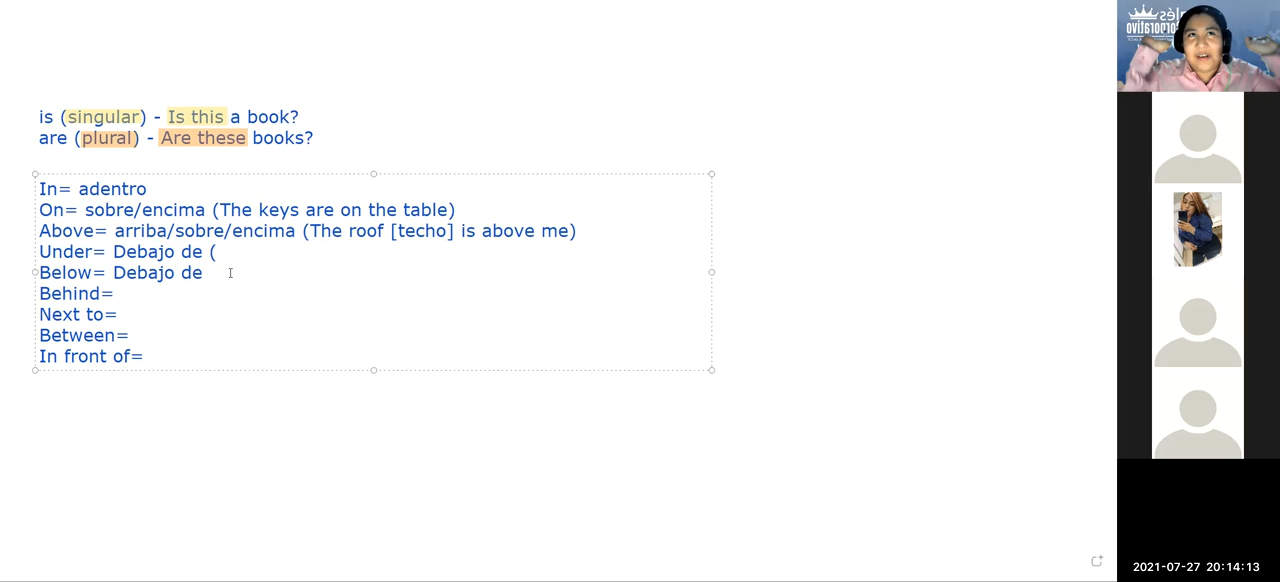 is (singular) - Is this a book?
are (plural) - Are these books?
In= adentro
On= sobre/encima (The keys are on the table)
Above= arriba/sobre/encima (The roof [techo] is above me)
Under= Debajo de (
Below= Debajo de
Behind=
Next to=
Between=
In front of=
2021-07-27 20:14:13